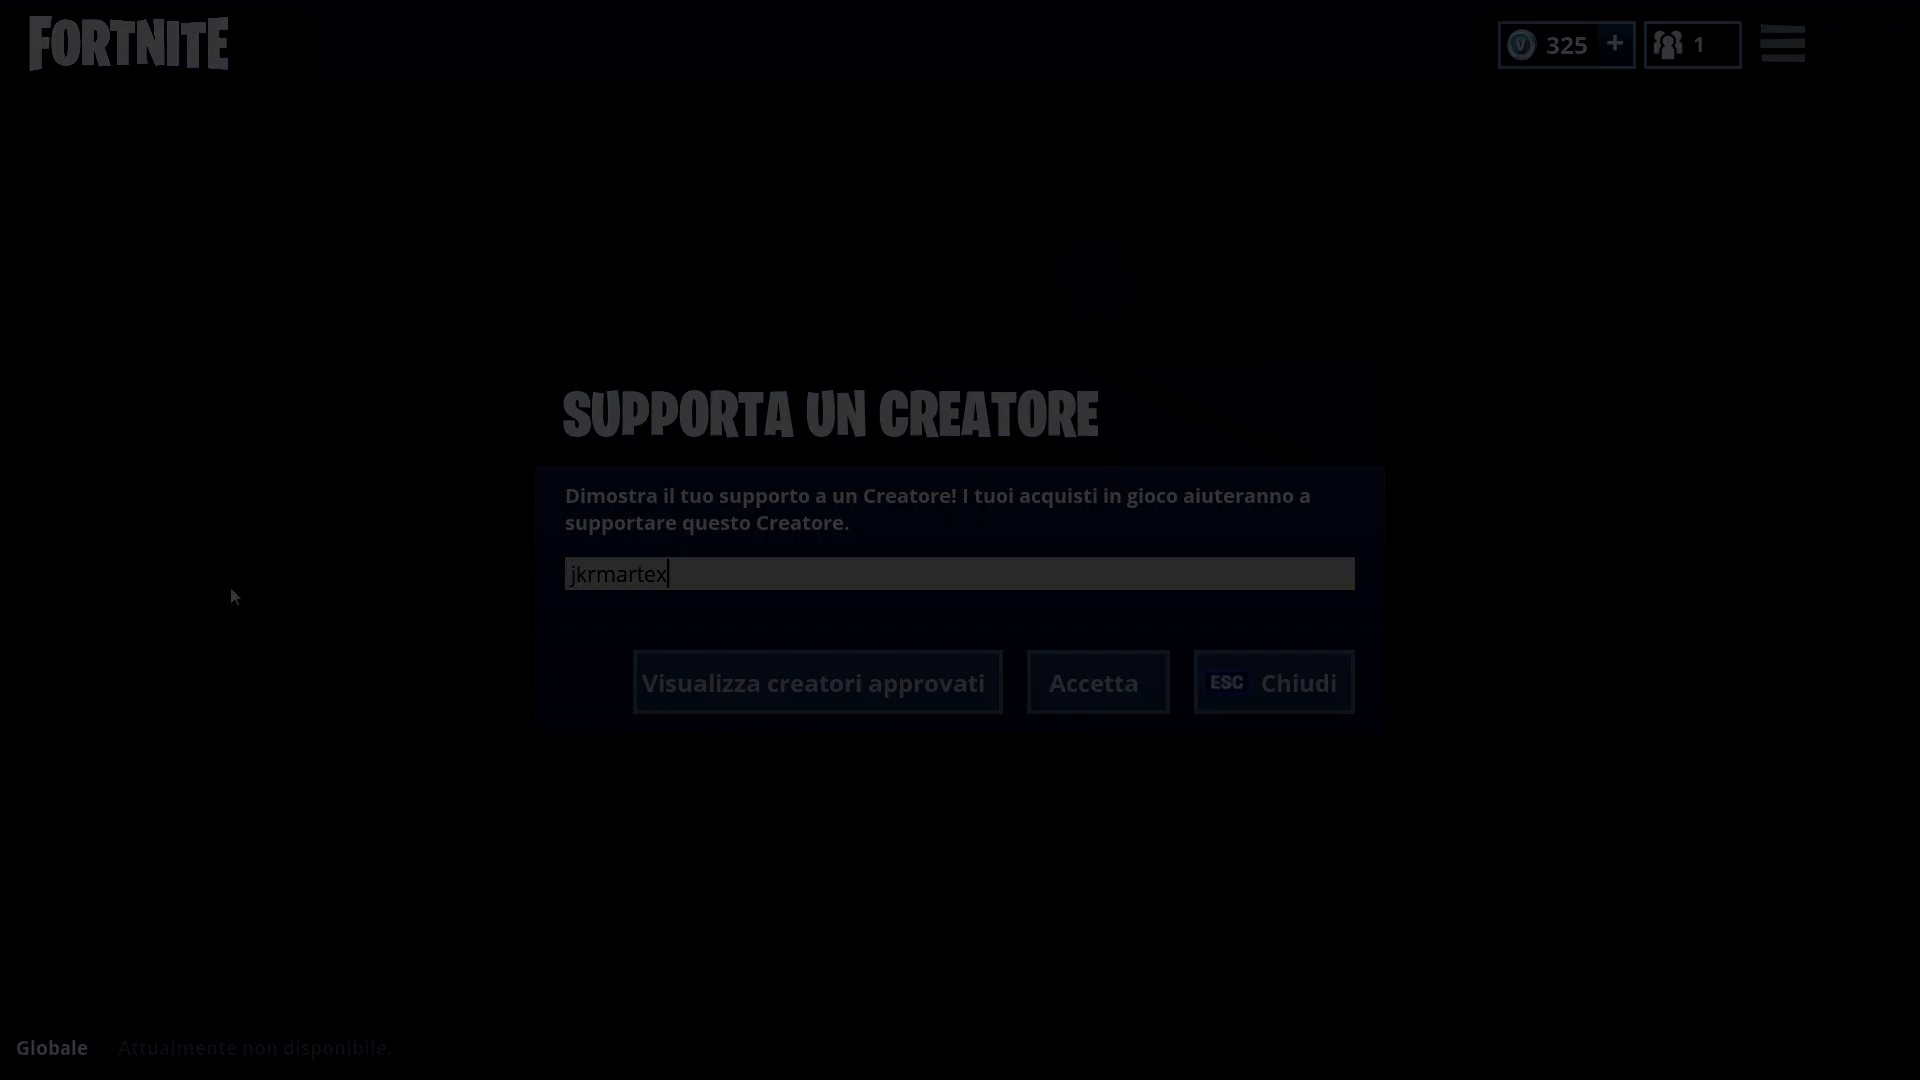 FORTNITE
325 +
1
SUPPORTA UN CREATORE
Dimostra il tuo supporto a un Creatore! I tuoi acquisti in gioco aiuteranno a
supportare questo Creatore.
jkrmartex
Visualizza creatori approvati
Accetta
ESC Chiudi
Globale Attualmente non disponibile.